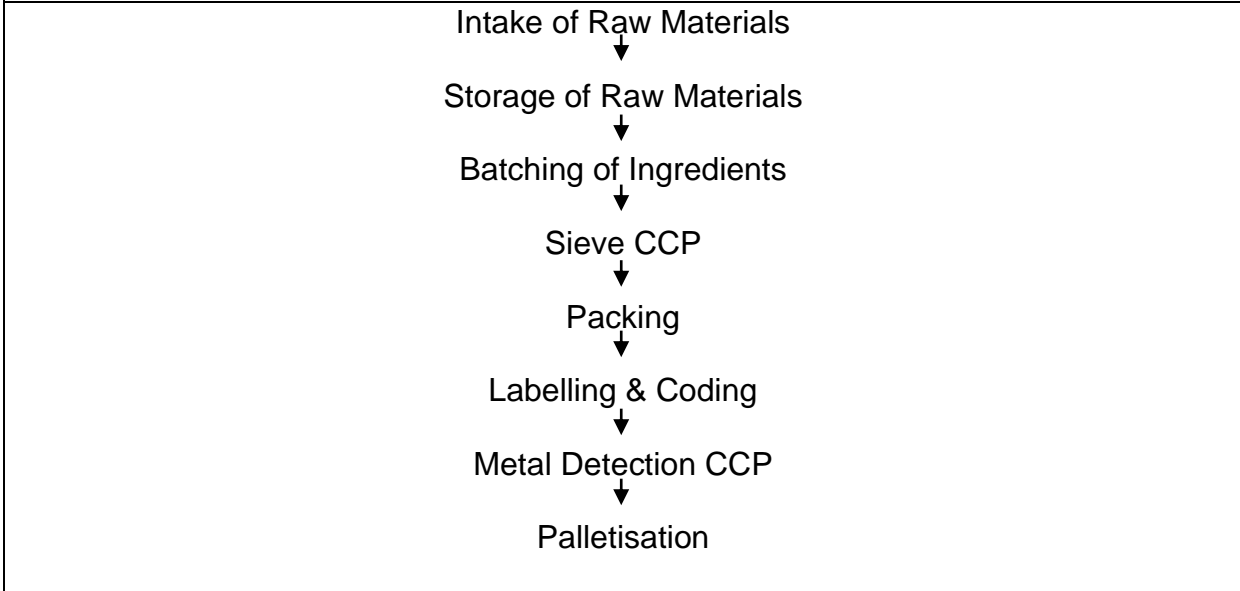 Intake of Raw Materials
Storage of Raw Materials
Batching of Ingredients
Sieve CCP
Packing
Labelling & Coding
Metal Detection CCP
Palletisation